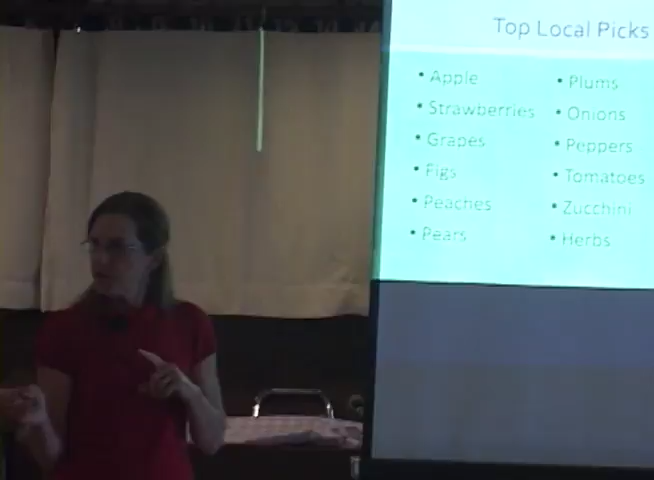 Top Local Picks
• Apple
• Strawberries
• Grapes
• Figs
• Peaches
• Pears
• Plums
• Onions
• Peppers
• Tomatoes
• Zucchini
• Herbs